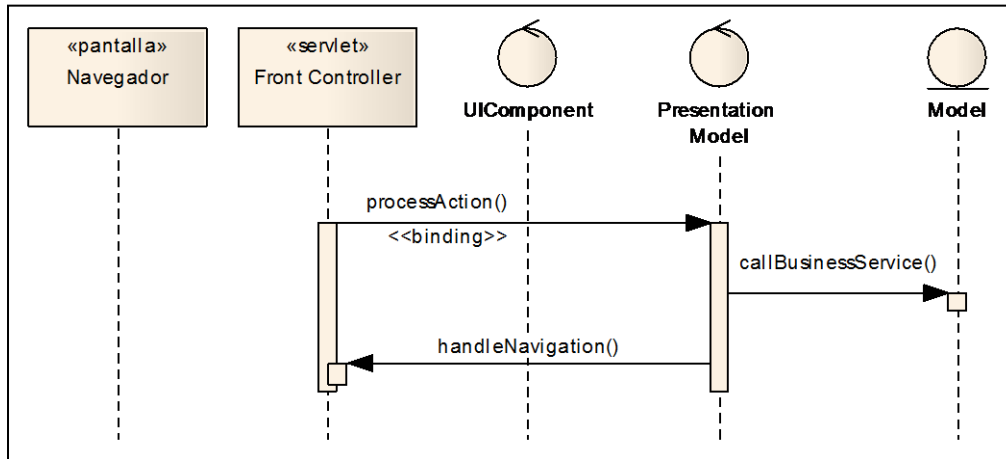 «pantalla»
Navegador
«servlet»
Front Controller
UIComponent
Presentation
Model
Model
processAction()
<<binding>>
callBusinessService()
handleNavigation()